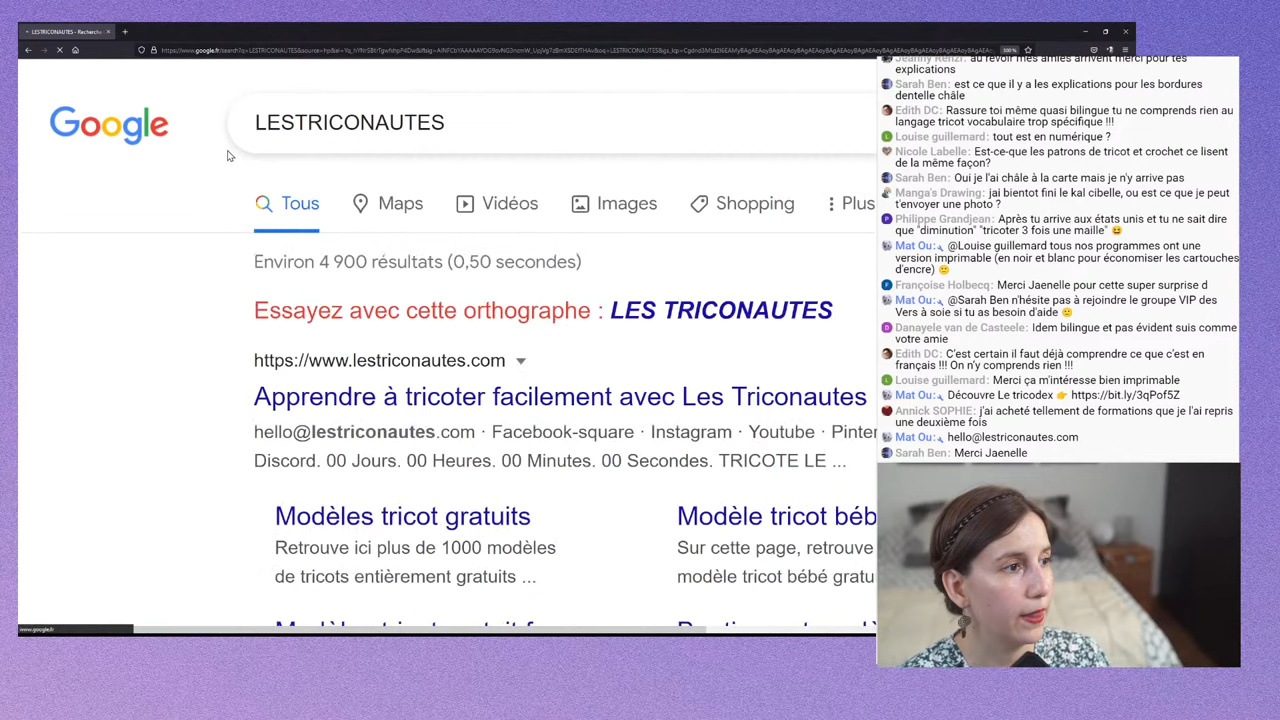 LESTRICONAUTES - Recherche
Google
LESTRICONAUTES
Tous
Maps
Vidéos
Images
Shopping
Plus
Environ 4 900 résultats (0,50 secondes)
Essayez avec cette orthographe : LES TRICONAUTES
https://www.lestriconautes.com
Apprendre à tricoter facilement avec Les Triconautes
hello@lestriconautes.com · Facebook-square · Instagram · Youtube · Pinter
Discord. 00 Jours. 00 Heures. 00 Minutes. 00 Secondes. TRICOTE LE ...
Modèles tricot gratuits
Retrouve ici plus de 1000 modèles
de tricots entièrement gratuits ...
Modèle tricot béb
Sur cette page, retrouve
modèle tricot bébé gratu
www.google.fr
Jeanny Renzi: au revoir mes amies arrivent merci pour tes
explications
Sarah Ben: est ce que il y a les explications pour les bordures
dentelle châle
Edith DC: Rassure toi même quasi bilingue tu ne comprends rien au
langage tricot vocabulaire trop spécifique !!!
Louise guillemard: tout est en numérique ?
Nicole Labelle: Est-ce-que les patrons de tricot et crochet ce lisent
de la même façon?
Sarah Ben: Oui je l'ai châle à la carte mais je n'y arrive pas
Manga's Drawing: jai bientot fini le kal cibelle, ou est ce que je peut
t'envoyer une photo ?
Philippe Grandjean: Après tu arrive aux états unis et tu ne sait dire
que "diminution" "tricoter 3 fois une maille" 😆
Mat Ou: @Louise guillemard tous nos programmes ont une
version imprimable (en noir et blanc pour économiser les cartouches
d'encre) 🙂
Françoise Holbecq: Merci Jaenelle pour cette super surprise d
Mat Ou: @Sarah Ben n'hésite pas à rejoindre le groupe VIP des
Vers à soie si tu as besoin d'aide 🙂
Danayele van de Casteele: Idem bilingue et pas évident suis comme
votre amie
Edith DC: C'est certain il faut déjà comprendre ce que c'est en
français !!! On n'y comprends rien !!!
Louise guillemard: Merci ça m'intéresse bien imprimable
Mat Ou: Découvre Le tricodex 👉 https://bit.ly/3qPof5Z
Annick SOPHIE: j'ai acheté tellement de formations que je l'ai repris
une deuxième fois
Mat Ou: hello@lestriconautes.com
Sarah Ben: Merci Jaenelle